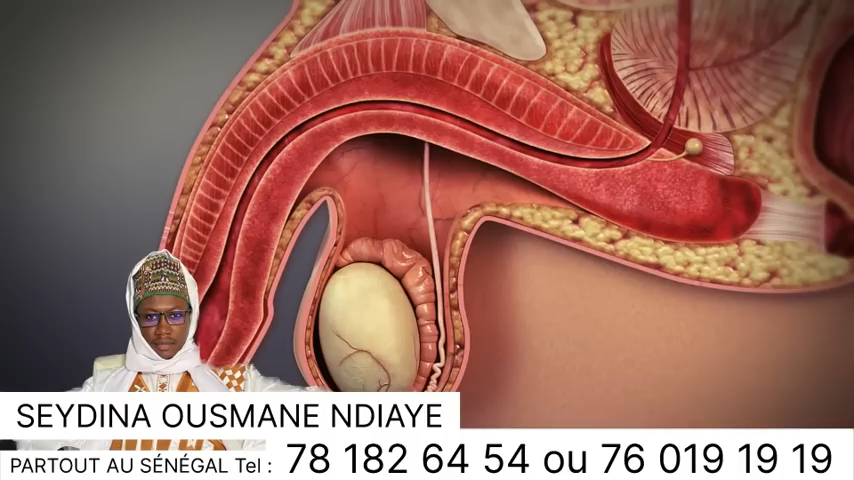 SEYDINA OUSMANE NDIAYE
PARTOUT AU SÉNÉGAL Tel : 78 182 64 54 ou 76 019 19 19